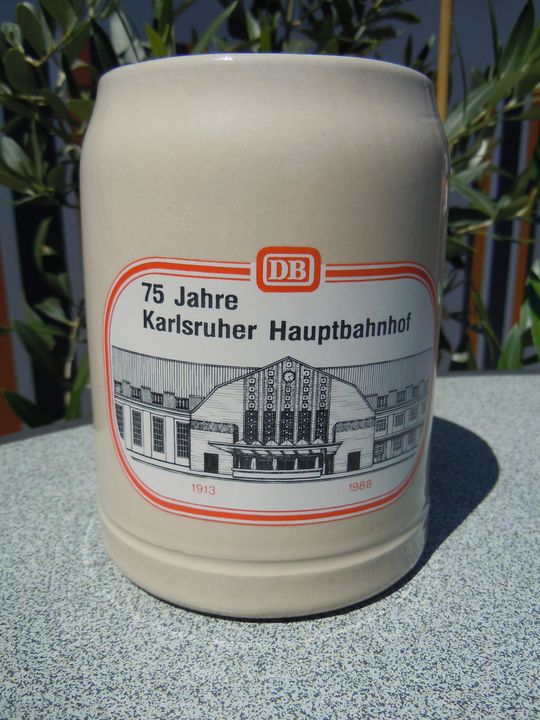 DB
75 Jahre
Karlsruher Hauptbahnhof
1913 1988